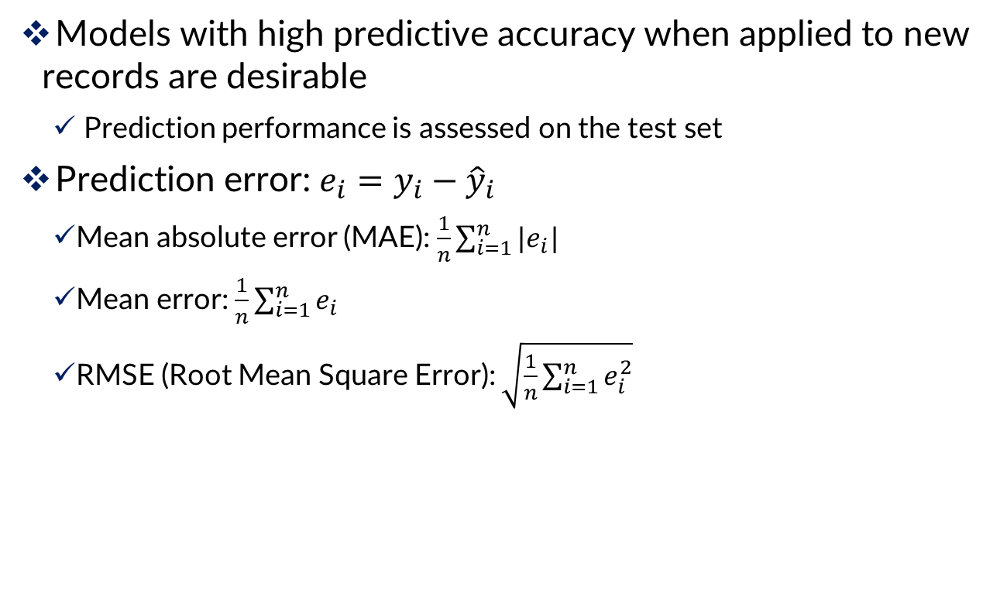 ❖ Models with high predictive accuracy when applied to new
records are desirable
✓ Prediction performance is assessed on the test set
❖ Prediction error: $e_i = y_i - \hat{y}_i$
✓ Mean absolute error (MAE): $\frac{1}{n}\sum_{i=1}^{n}|e_i|$
✓ Mean error: $\frac{1}{n}\sum_{i=1}^{n} e_i$
✓ RMSE (Root Mean Square Error): $\sqrt{\frac{1}{n}\sum_{i=1}^{n} e_i^2}$